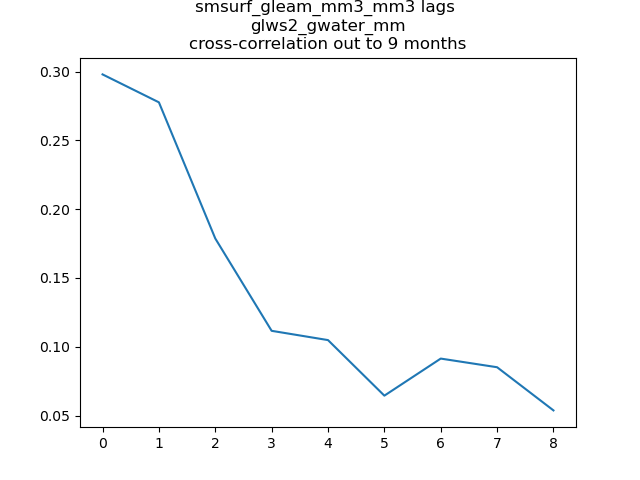 smsurf_gleam_mm3_mm3 lags
glws2_gwater_mm
cross-correlation out to 9 months
0.30
0.25
0.20
0.15
0.10
0.05
0 1 2 3 4 5 6 7 8